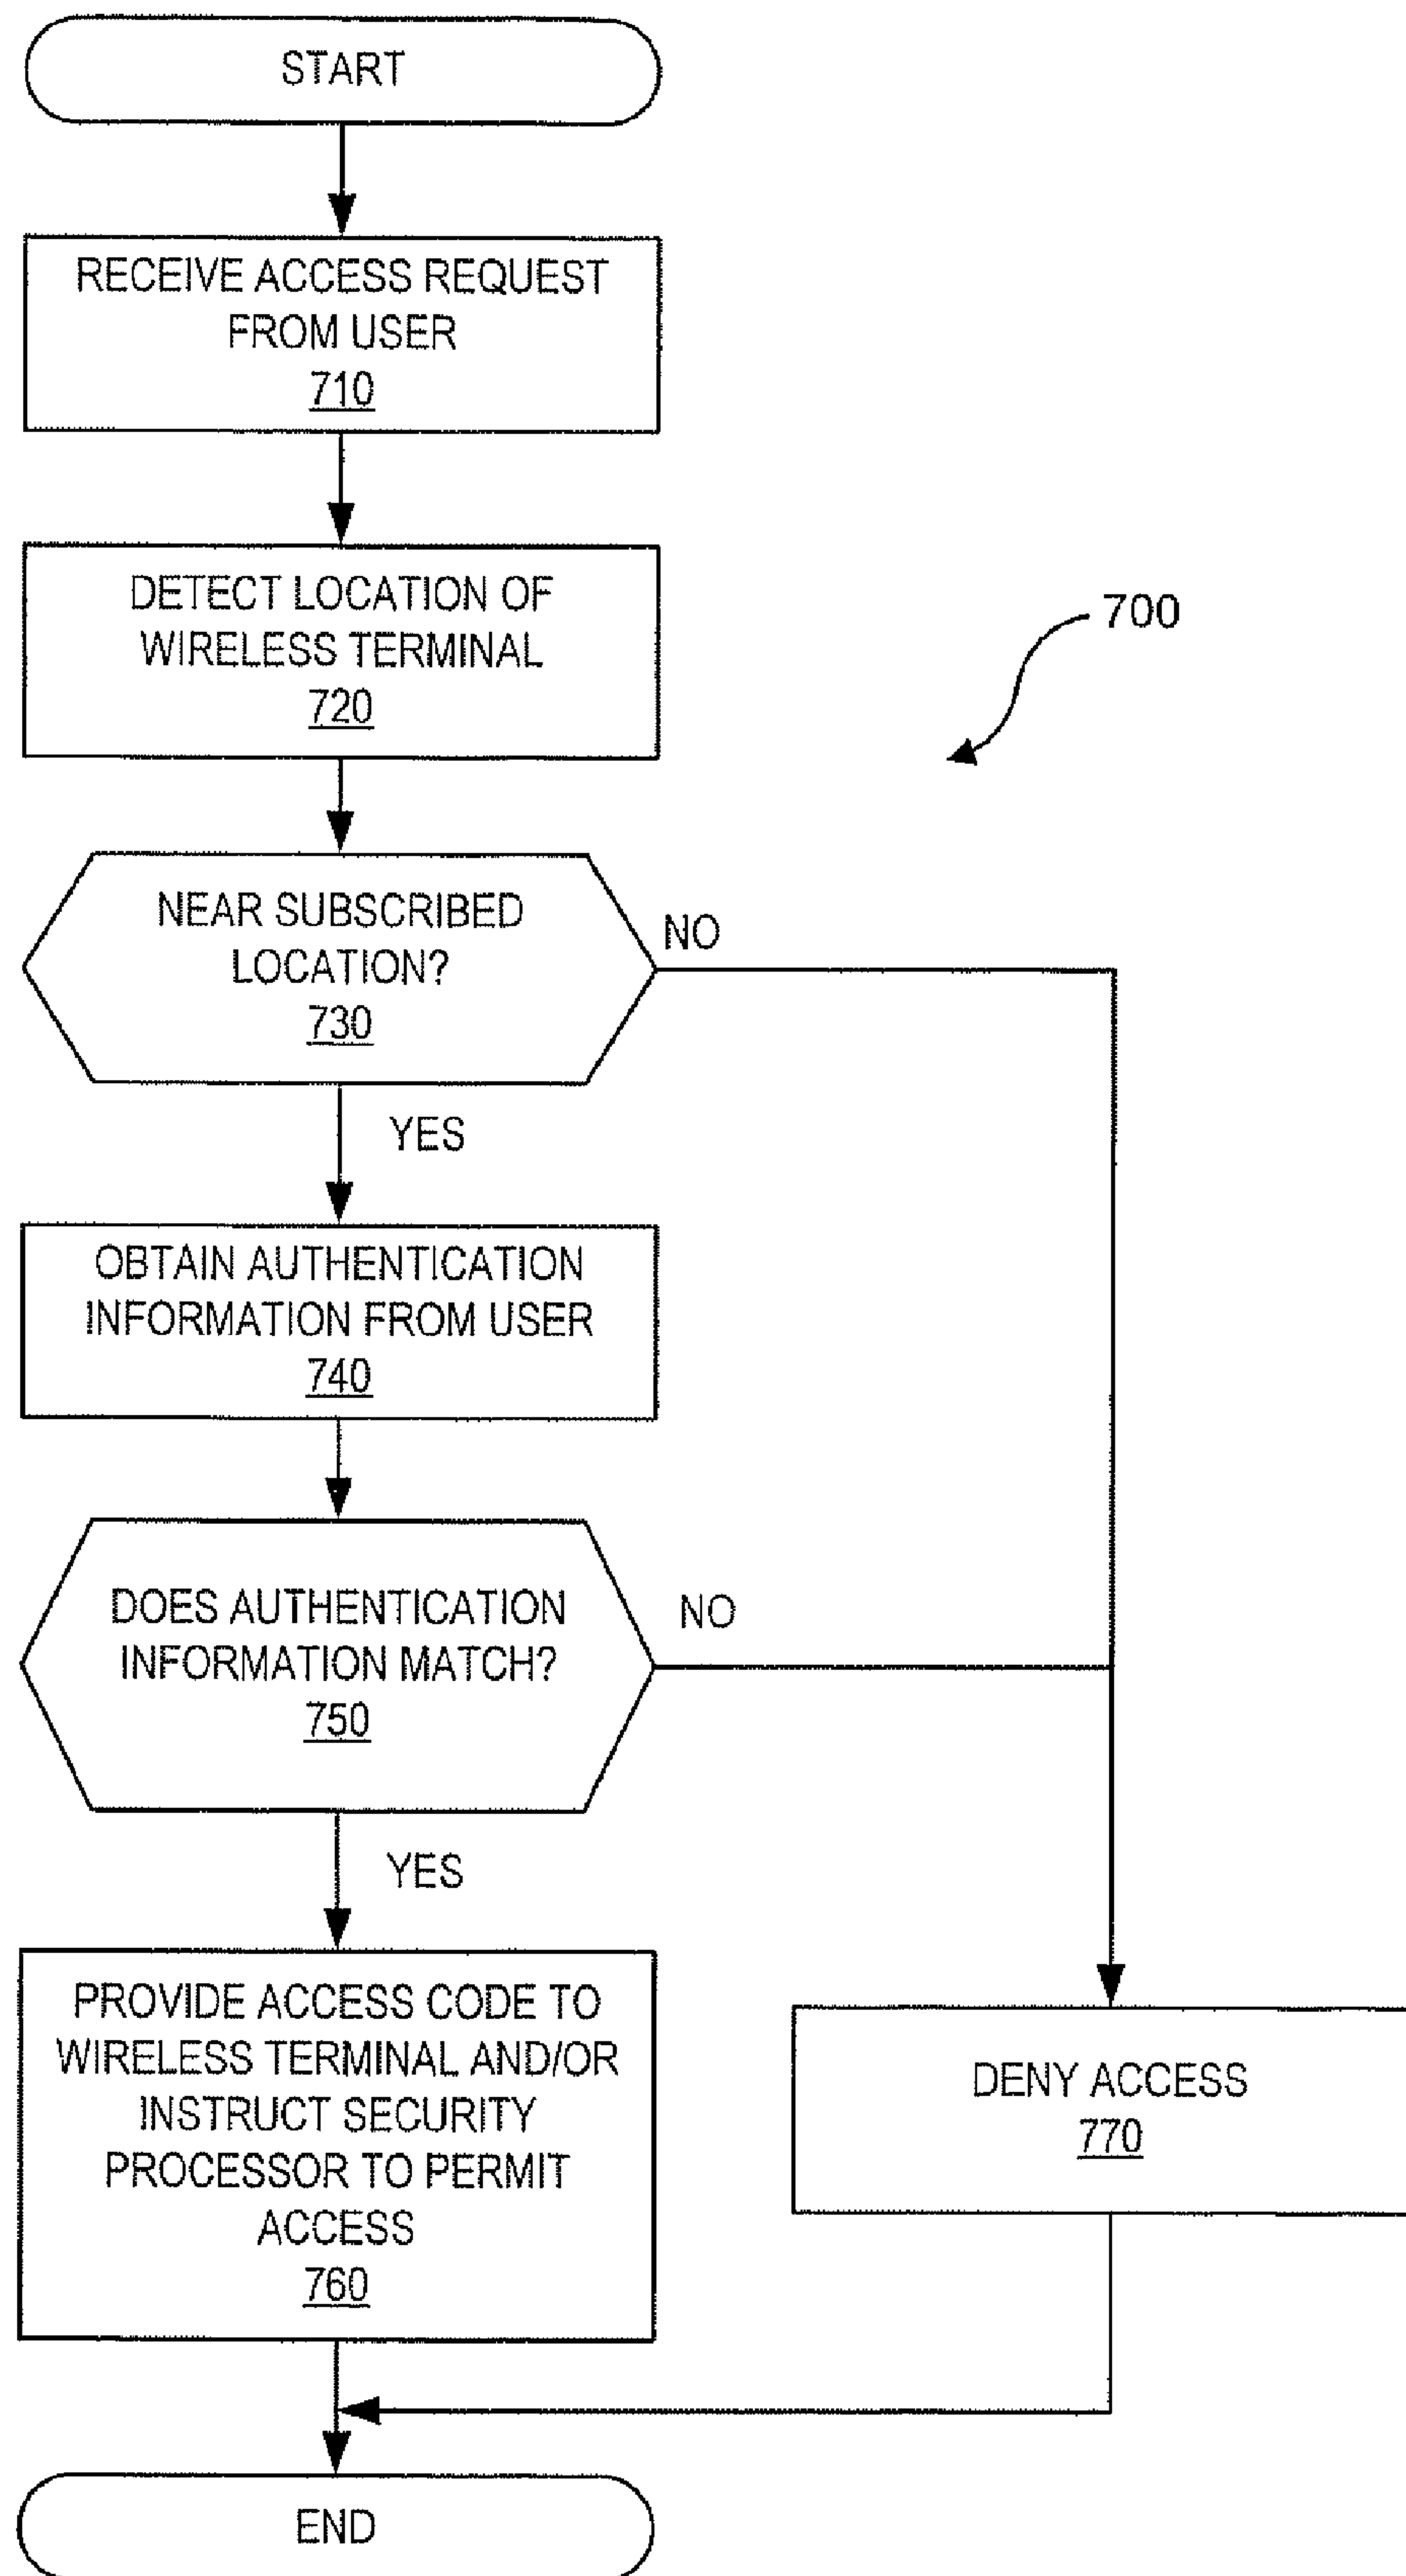 START
RECEIVE ACCESS REQUEST
FROM USER
710
DETECT LOCATION OF
WIRELESS TERMINAL
720
700
NEAR SUBSCRIBED
LOCATION?
730
NO
YES
OBTAIN AUTHENTICATION
INFORMATION FROM USER
740
DOES AUTHENTICATION
INFORMATION MATCH?
750
NO
YES
PROVIDE ACCESS CODE TO
WIRELESS TERMINAL AND/OR
INSTRUCT SECURITY
PROCESSOR TO PERMIT
ACCESS
760
DENY ACCESS
770
END